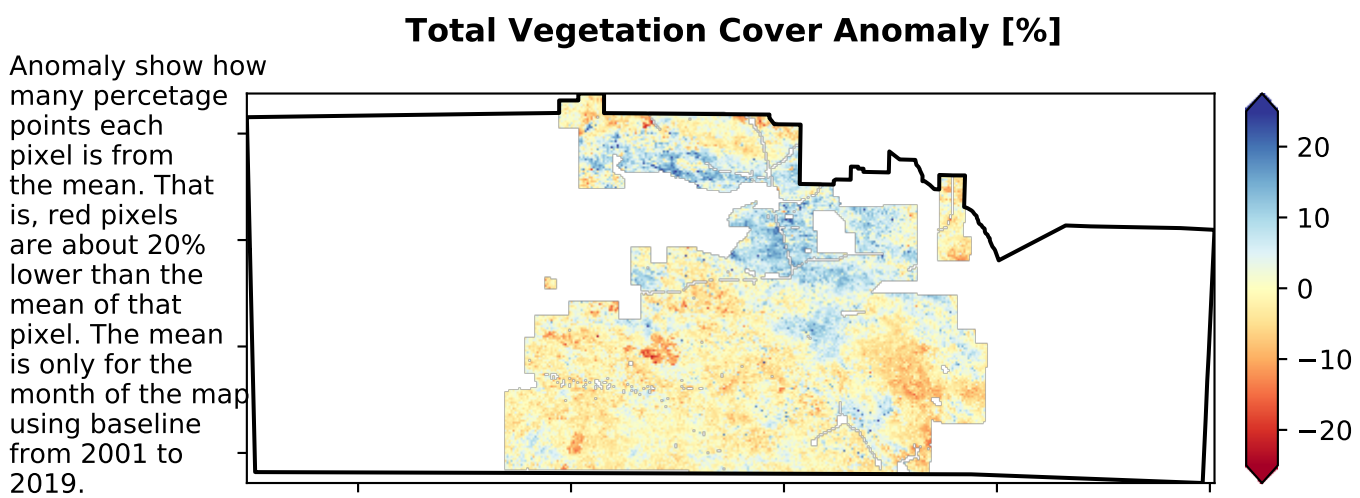 Total Vegetation Cover Anomaly [%]
Anomaly show how
many percetage
points each
pixel is from
the mean. That
is, red pixels
are about 20%
lower than the
mean of that
pixel. The mean
is only for the
month of the map
using baseline
from 2001 to
2019.
20
10
0
−10
−20